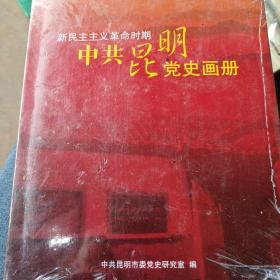 新民主主义革命时期
中共昆明党史画册
中共昆明市委党史研究室 编